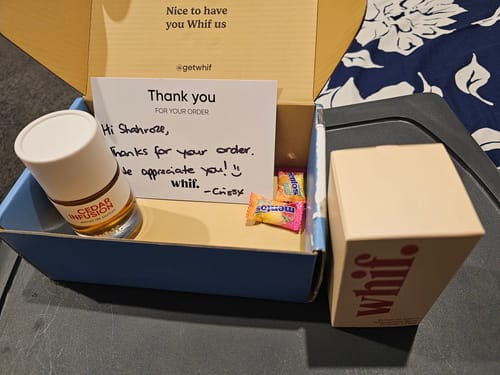 Nice to have
you Whif us
@getwhif
Thank you
FOR YOUR ORDER
Hi Shahroze,
Thanks for your order.
We appreciate you! :)
whif.
CEDAR
INFUSION
mentos
whif.